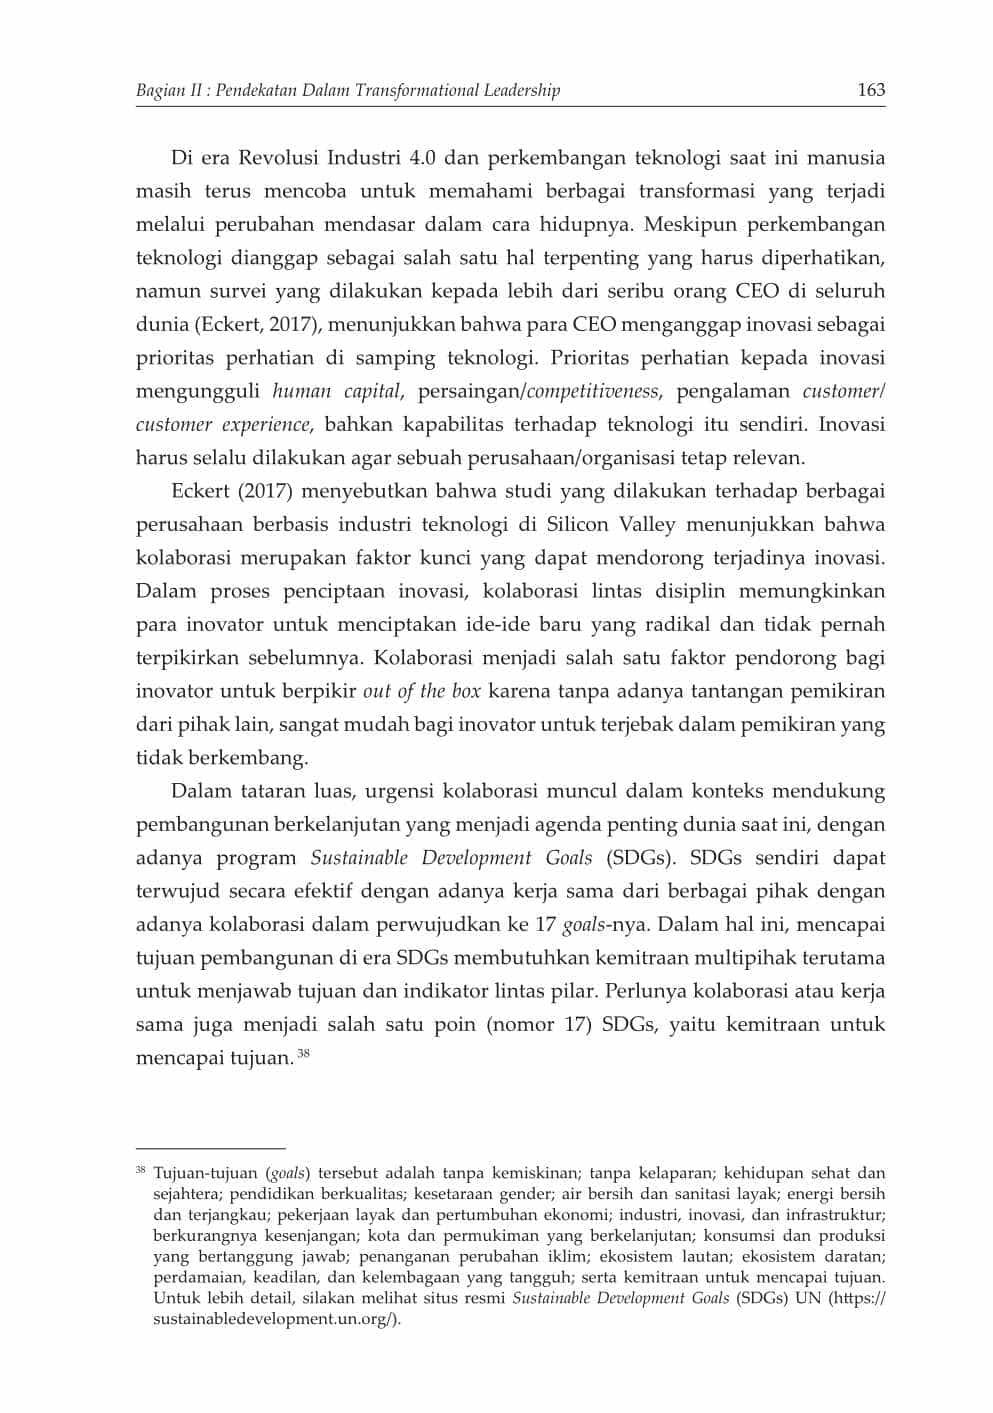 Bagian II : Pendekatan Dalam Transformational Leadership 163
Di era Revolusi Industri 4.0 dan perkembangan teknologi saat ini manusia
masih terus mencoba untuk memahami berbagai transformasi yang terjadi
melalui perubahan mendasar dalam cara hidupnya. Meskipun perkembangan
teknologi dianggap sebagai salah satu hal terpenting yang harus diperhatikan,
namun survei yang dilakukan kepada lebih dari seribu orang CEO di seluruh
dunia (Eckert, 2017), menunjukkan bahwa para CEO menganggap inovasi sebagai
prioritas perhatian di samping teknologi. Prioritas perhatian kepada inovasi
mengungguli human capital, persaingan/competitiveness, pengalaman customer/
customer experience, bahkan kapabilitas terhadap teknologi itu sendiri. Inovasi
harus selalu dilakukan agar sebuah perusahaan/organisasi tetap relevan.
Eckert (2017) menyebutkan bahwa studi yang dilakukan terhadap berbagai
perusahaan berbasis industri teknologi di Silicon Valley menunjukkan bahwa
kolaborasi merupakan faktor kunci yang dapat mendorong terjadinya inovasi.
Dalam proses penciptaan inovasi, kolaborasi lintas disiplin memungkinkan
para inovator untuk menciptakan ide-ide baru yang radikal dan tidak pernah
terpikirkan sebelumnya. Kolaborasi menjadi salah satu faktor pendorong bagi
inovator untuk berpikir out of the box karena tanpa adanya tantangan pemikiran
dari pihak lain, sangat mudah bagi inovator untuk terjebak dalam pemikiran yang
tidak berkembang.
Dalam tataran luas, urgensi kolaborasi muncul dalam konteks mendukung
pembangunan berkelanjutan yang menjadi agenda penting dunia saat ini, dengan
adanya program Sustainable Development Goals (SDGs). SDGs sendiri dapat
terwujud secara efektif dengan adanya kerja sama dari berbagai pihak dengan
adanya kolaborasi dalam perwujudkan ke 17 goals-nya. Dalam hal ini, mencapai
tujuan pembangunan di era SDGs membutuhkan kemitraan multipihak terutama
untuk menjawab tujuan dan indikator lintas pilar. Perlunya kolaborasi atau kerja
sama juga menjadi salah satu poin (nomor 17) SDGs, yaitu kemitraan untuk
mencapai tujuan. 38
38 Tujuan-tujuan (goals) tersebut adalah tanpa kemiskinan; tanpa kelaparan; kehidupan sehat dan
sejahtera; pendidikan berkualitas; kesetaraan gender; air bersih dan sanitasi layak; energi bersih
dan terjangkau; pekerjaan layak dan pertumbuhan ekonomi; industri, inovasi, dan infrastruktur;
berkurangnya kesenjangan; kota dan permukiman yang berkelanjutan; konsumsi dan produksi
yang bertanggung jawab; penanganan perubahan iklim; ekosistem lautan; ekosistem daratan;
perdamaian, keadilan, dan kelembagaan yang tangguh; serta kemitraan untuk mencapai tujuan.
Untuk lebih detail, silakan melihat situs resmi Sustainable Development Goals (SDGs) UN (https://
sustainabledevelopment.un.org/).